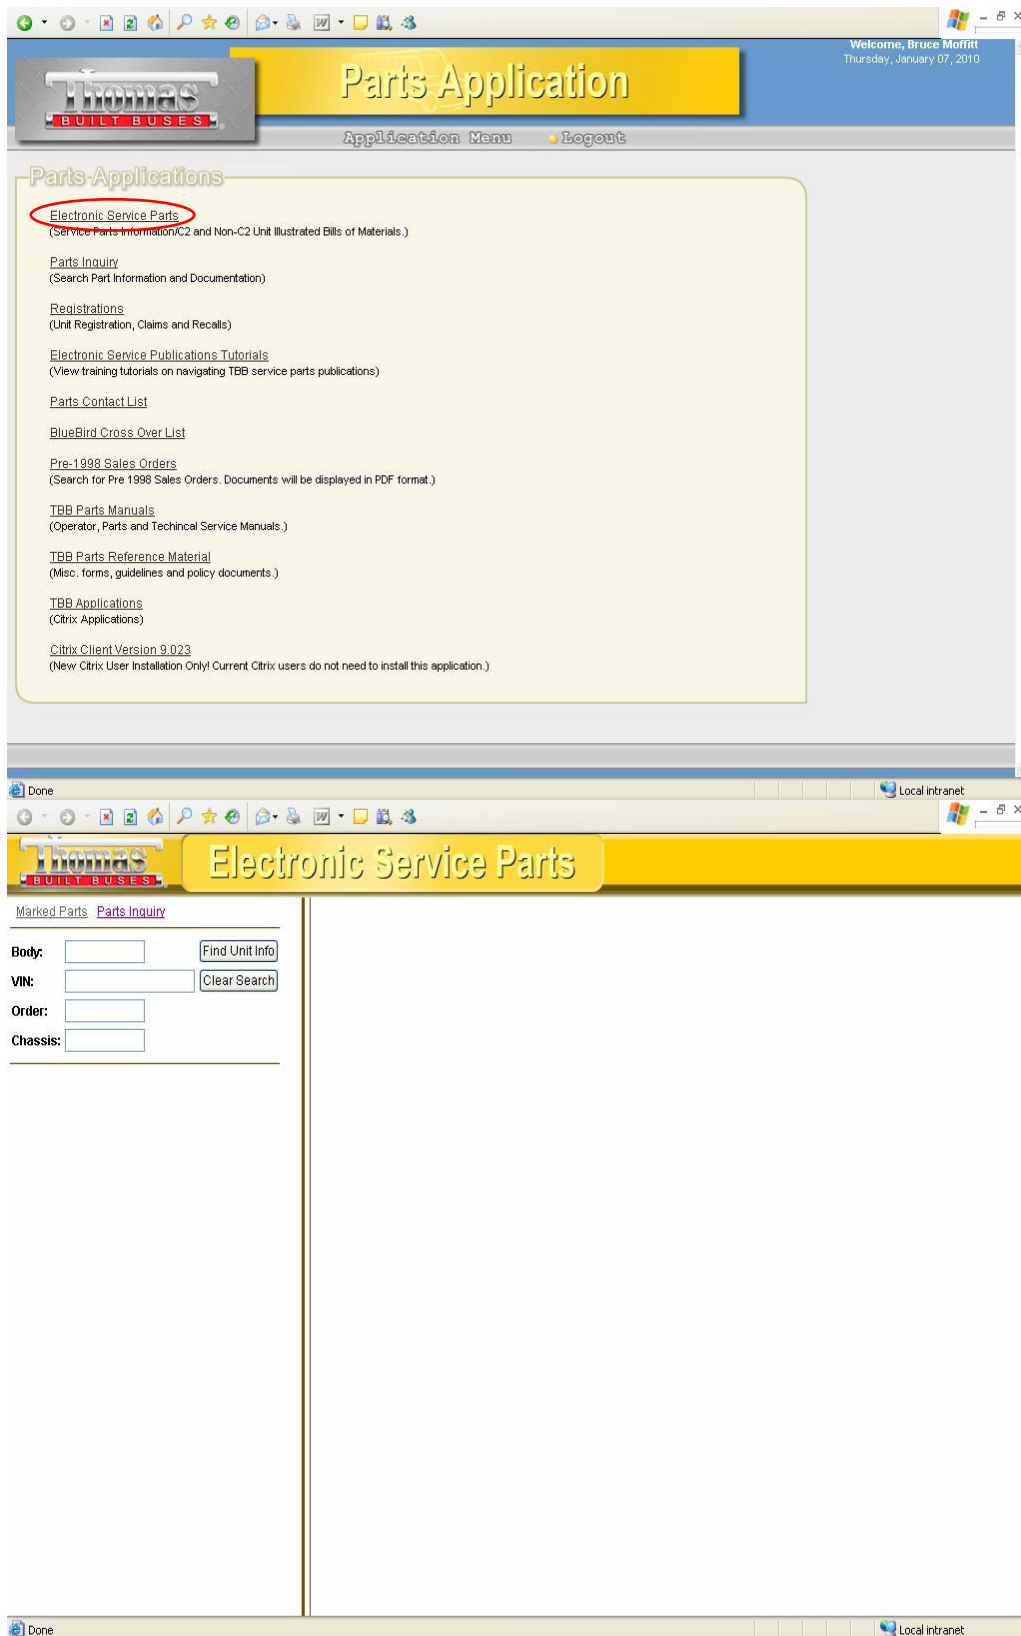 Welcome, Bruce Moffitt
Thursday, January 07, 2010
Thomas
BUILT BUSES
Parts Application
Application Menu Logout
Parts Applications
Electronic Service Parts
(Service Parts Information/C2 and Non-C2 Unit Illustrated Bills of Materials.)
Parts Inquiry
(Search Part Information and Documentation)
Registrations
(Unit Registration, Claims and Recalls)
Electronic Service Publications Tutorials
(View training tutorials on navigating TBB service parts publications)
Parts Contact List
BlueBird Cross Over List
Pre-1998 Sales Orders
(Search for Pre 1998 Sales Orders. Documents will be displayed in PDF format.)
TBB Parts Manuals
(Operator, Parts and Techincal Service Manuals.)
TBB Parts Reference Material
(Misc. forms, guidelines and policy documents.)
TBB Applications
(Citrix Applications)
Citrix Client Version 9.023
(New Citrix User Installation Only! Current Citrix users do not need to install this application.)
Done Local intranet
Thomas
BUILT BUSES
Electronic Service Parts
Marked Parts Parts Inquiry
Body: Find Unit Info
VIN: Clear Search
Order:
Chassis:
Done Local intranet